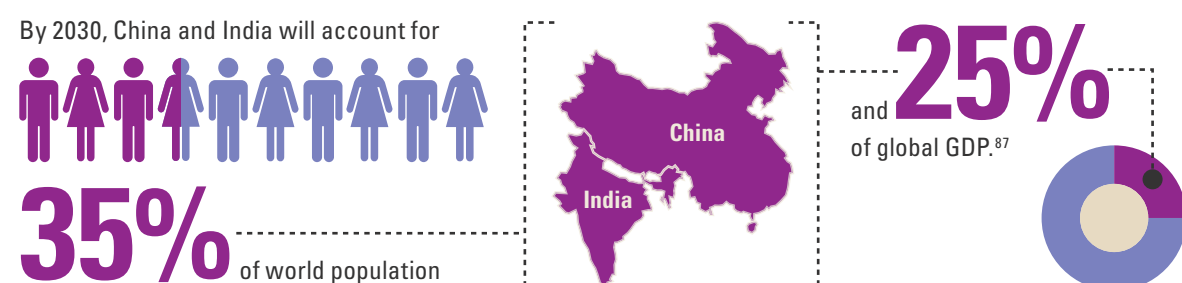 By 2030, China and India will account for
35% of world population
China
India
and 25%
of global GDP.87